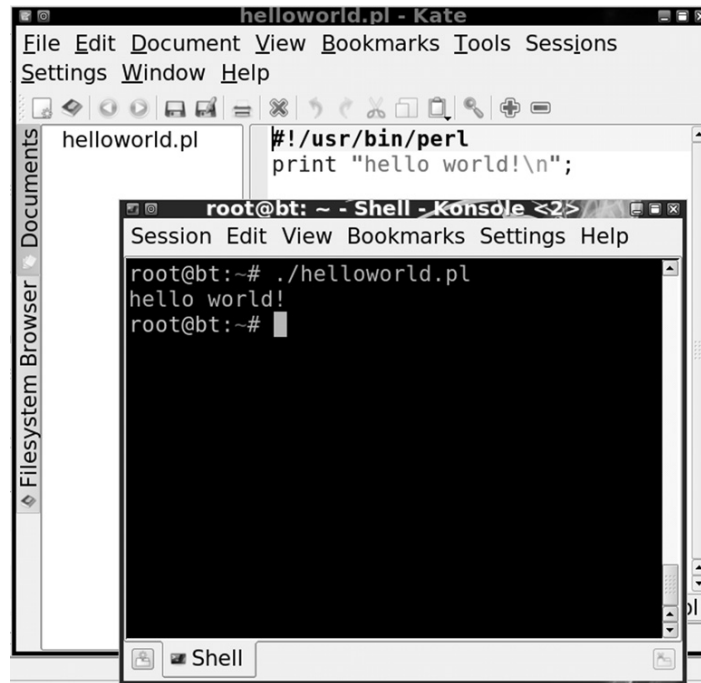 helloworld.pl - Kate
File Edit Document View Bookmarks Tools Sessions
Settings Window Help
Documents
Filesystem Browser
helloworld.pl
#!/usr/bin/perl
print "hello world!\n";
root@bt: ~ - Shell - Konsole <2>
Session Edit View Bookmarks Settings Help
root@bt:~# ./helloworld.pl
hello world!
root@bt:~#
Shell